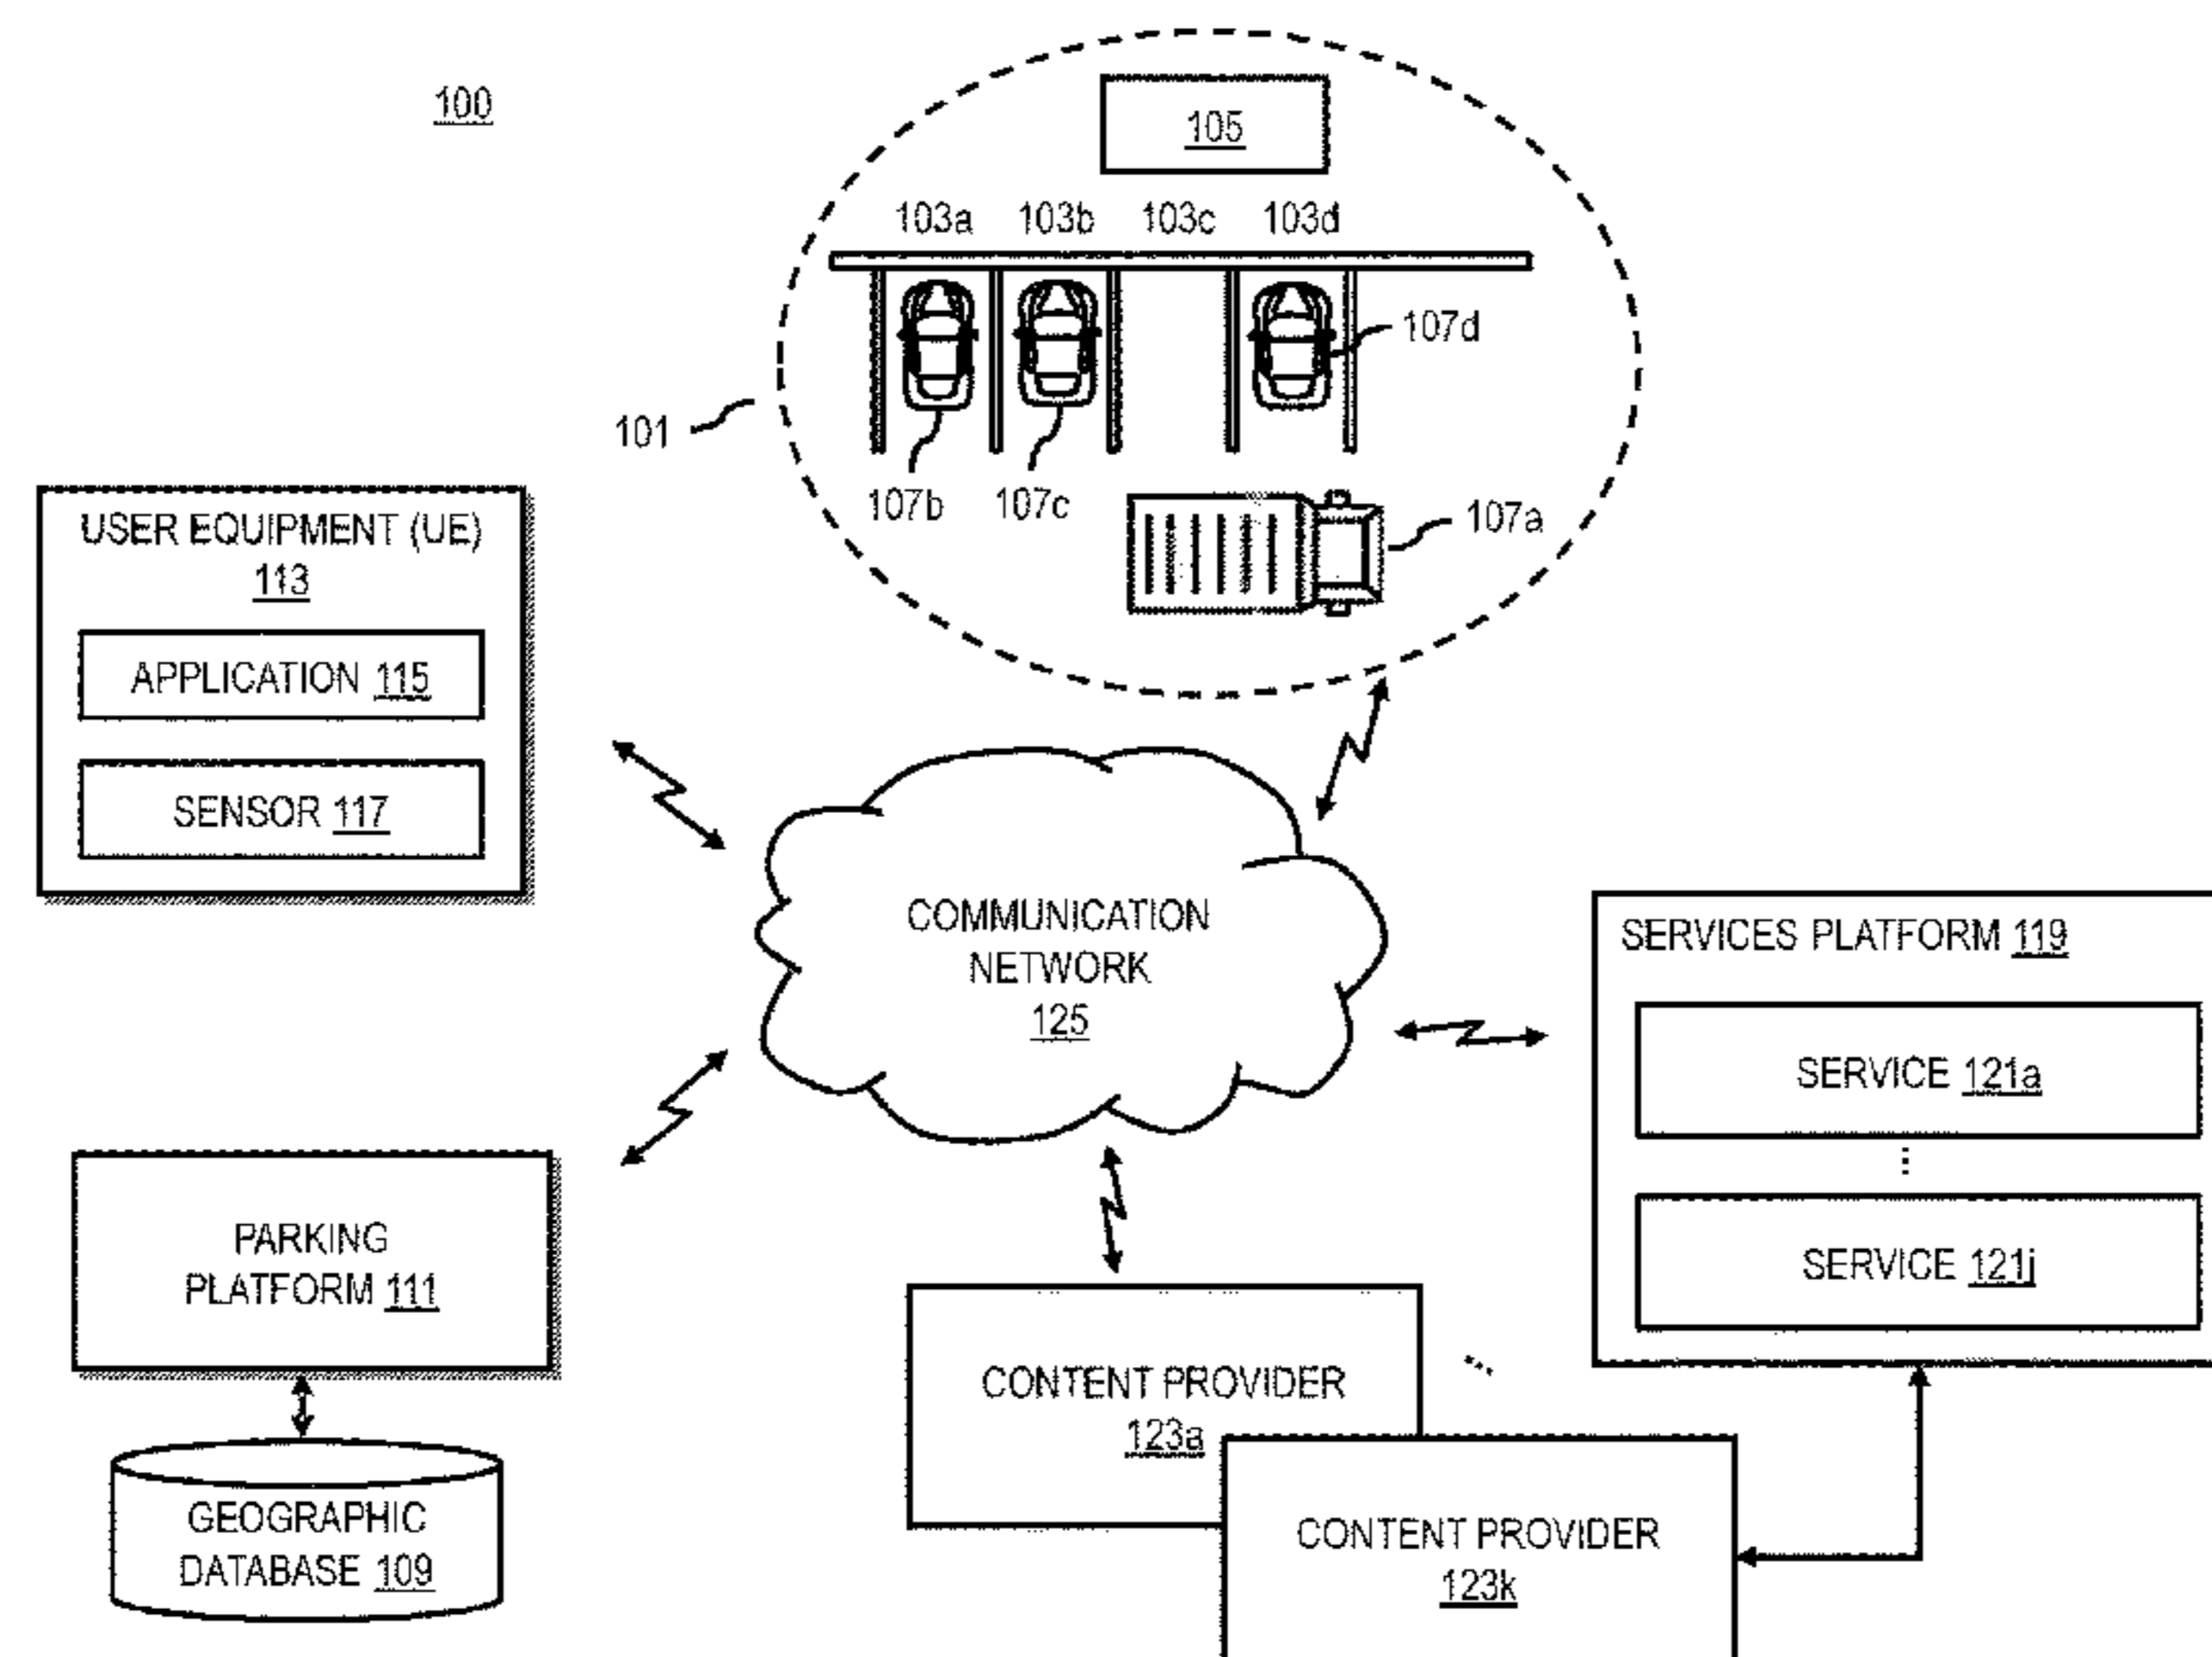 100
105
103a 103b 103c 103d
107d
101
107b 107c
107a
USER EQUIPMENT (UE)
113
APPLICATION 115
SENSOR 117
COMMUNICATION
NETWORK
125
SERVICES PLATFORM 119
SERVICE 121a
⋮
SERVICE 121j
PARKING
PLATFORM 111
GEOGRAPHIC
DATABASE 109
CONTENT PROVIDER
123a
...
CONTENT PROVIDER
123k